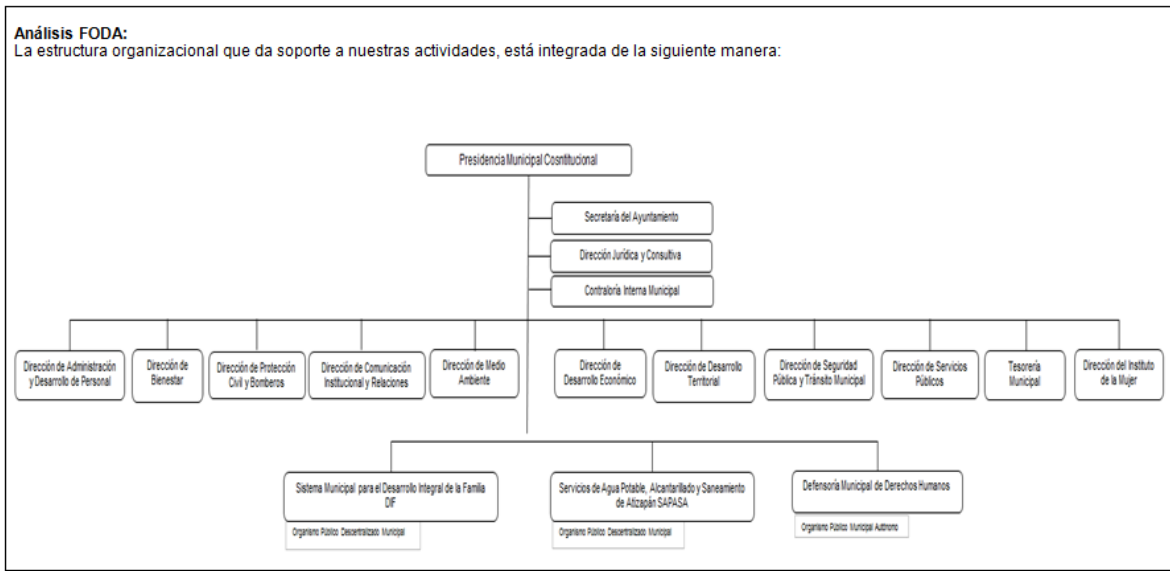 Análisis FODA:
La estructura organizacional que da soporte a nuestras actividades, está integrada de la siguiente manera:
Presidencia Municipal Cosntitucional
Secretaría del Ayuntamiento
Dirección Jurídica y Consultiva
Contraloría Interna Municipal
Dirección de Administración
y Desarrollo de Personal
Dirección de
Bienestar
Dirección de Protección
Civil y Bomberos
Dirección de Comunicación
Institucional y Relaciones
Dirección de Medio
Ambiente
Dirección de
Desarrollo Económico
Dirección de Desarrollo
Territorial
Dirección de Seguridad
Pública y Tránsito Municipal
Dirección de Servicios
Públicos
Tesorería
Municipal
Dirección del Instituto
de la Mujer
Sistema Municipal para el Desarrollo Integral de la Familia
DIF
Organismo Público Descentralizado Municipal
Servicios de Agua Potable, Alcantarillado y Saneamiento
de Atizapán SAPASA
Organismo Público Descentralizado Municipal
Defensoría Municipal de Derechos Humanos
Organismo Público Municipal Autónomo